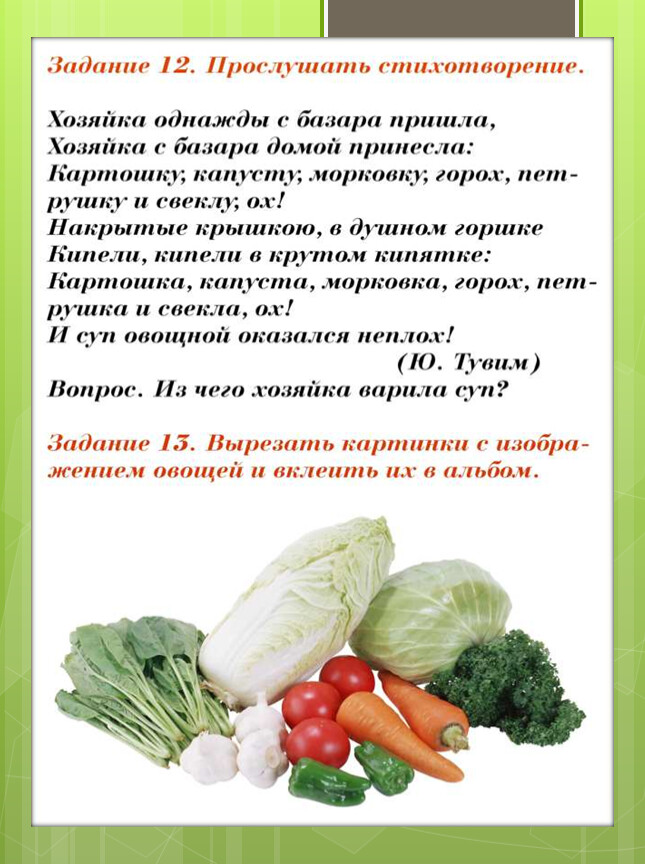 Задание 12. Прослушать стихотворение.
Хозяйка однажды с базара пришла,
Хозяйка с базара домой принесла:
Картошку, капусту, морковку, горох, пет-
рушку и свеклу, ох!
Накрытые крышкою, в душном горшке
Кипели, кипели в крутом кипятке:
Картошка, капуста, морковка, горох, пет-
рушка и свекла, ох!
И суп овощной оказался неплох!
(Ю. Тувим)
Вопрос. Из чего хозяйка варила суп?
Задание 13. Вырезать картинки с изобра-
жением овощей и вклеить их в альбом.